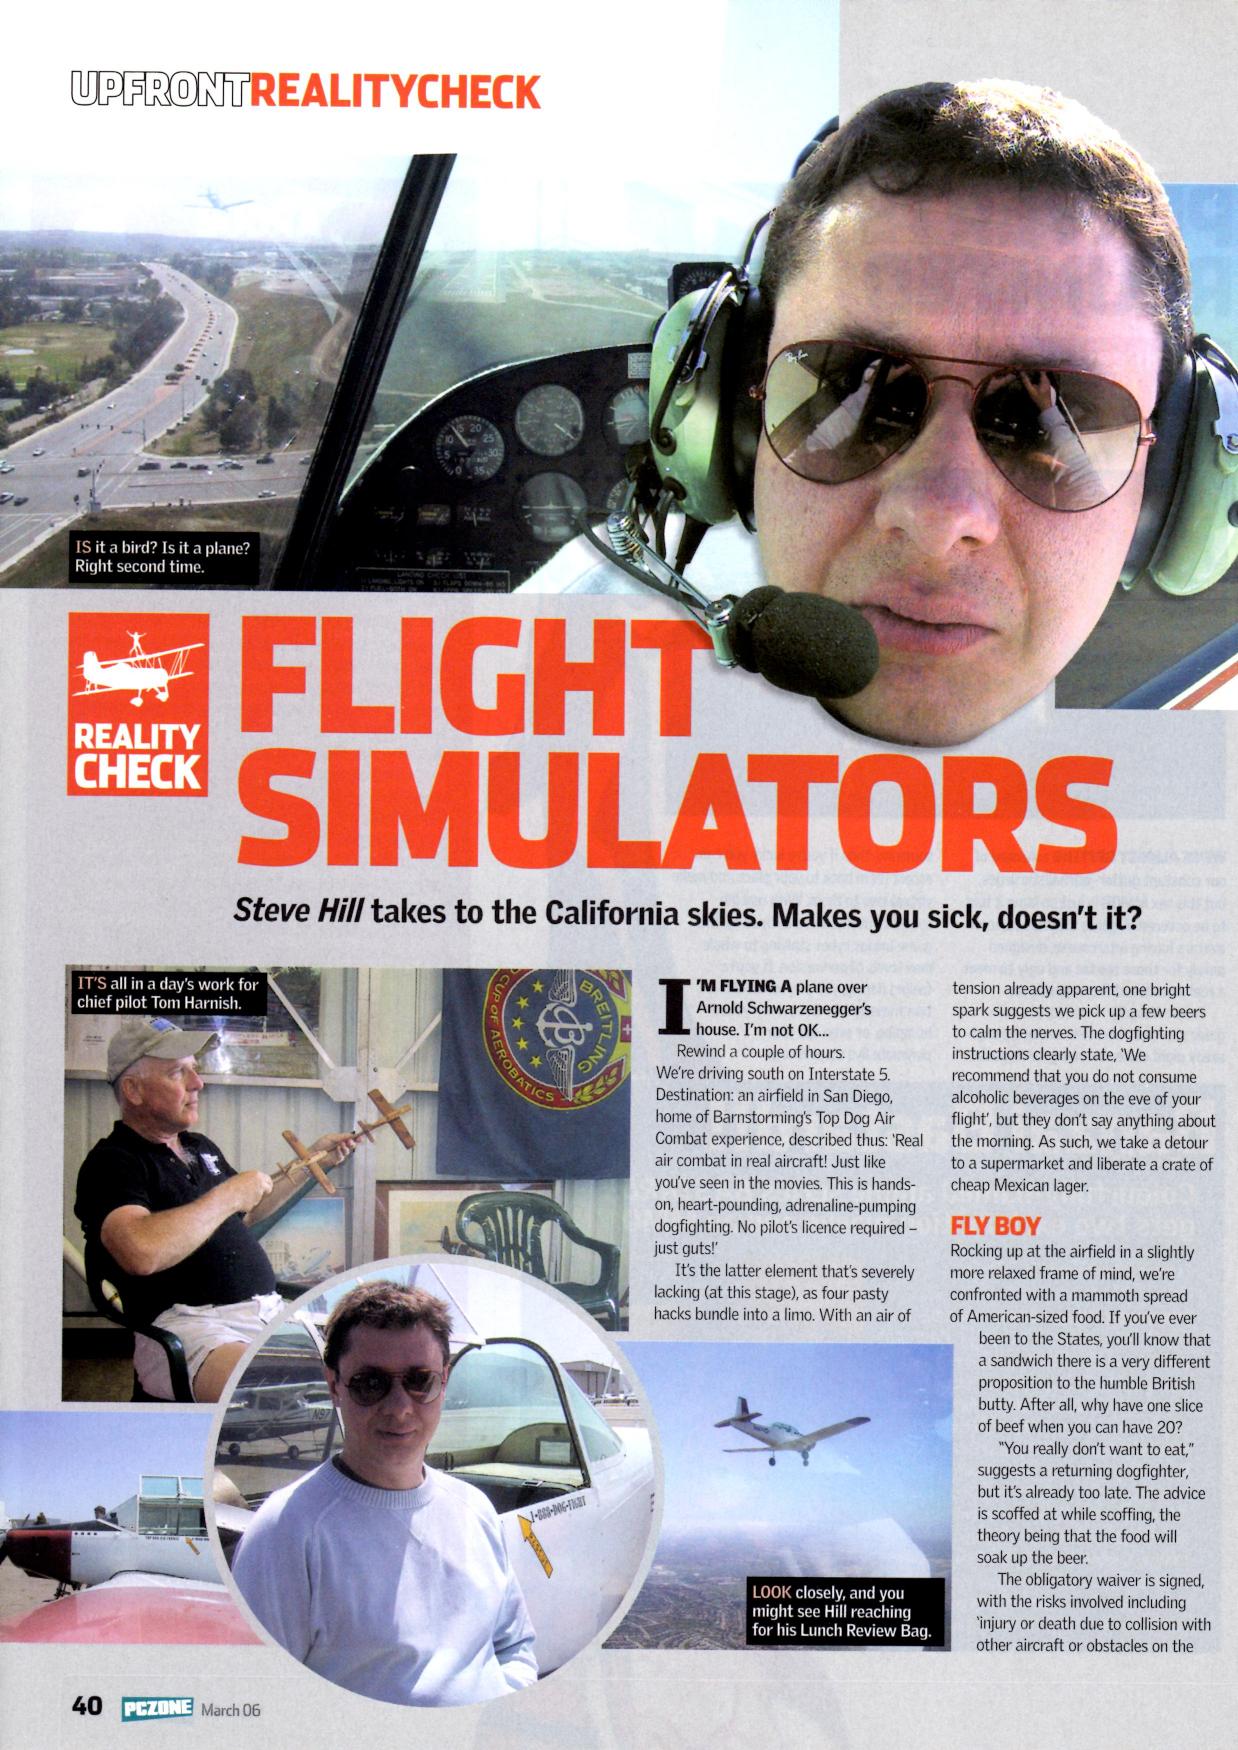 UPFRONTREALITYCHECK
Ray-Ban
IS it a bird? Is it a plane?
Right second time.
REALITY
CHECK
FLIGHT
SIMULATORS
Steve Hill takes to the California skies. Makes you sick, doesn't it?
IT'S all in a day's work for
chief pilot Tom Harnish.
BREITLING
CUP OF AEROBATICS
I'M FLYING A plane over
Arnold Schwarzenegger's
house. I'm not OK...
Rewind a couple of hours.
We're driving south on Interstate 5.
Destination: an airfield in San Diego,
home of Barnstorming's Top Dog Air
Combat experience, described thus: 'Real
air combat in real aircraft! Just like
you've seen in the movies. This is hands-
on, heart-pounding, adrenaline-pumping
dogfighting. No pilot's licence required –
just guts!'
It's the latter element that's severely
lacking (at this stage), as four pasty
hacks bundle into a limo. With an air of
tension already apparent, one bright
spark suggests we pick up a few beers
to calm the nerves. The dogfighting
instructions clearly state, 'We
recommend that you do not consume
alcoholic beverages on the eve of your
flight', but they don't say anything about
the morning. As such, we take a detour
to a supermarket and liberate a crate of
cheap Mexican lager.
FLY BOY
Rocking up at the airfield in a slightly
more relaxed frame of mind, we're
confronted with a mammoth spread
of American-sized food. If you've ever
been to the States, you'll know that
a sandwich there is a very different
proposition to the humble British
butty. After all, why have one slice
of beef when you can have 20?
"You really don't want to eat,"
suggests a returning dogfighter,
but it's already too late. The advice
is scoffed at while scoffing, the
theory being that the food will
soak up the beer.
The obligatory waiver is signed,
with the risks involved including
'injury or death due to collision with
other aircraft or obstacles on the
1-888-DOG-FIGHT
RESCUE
LOOK closely, and you
might see Hill reaching
for his Lunch Review Bag.
40 PCZONE March 06